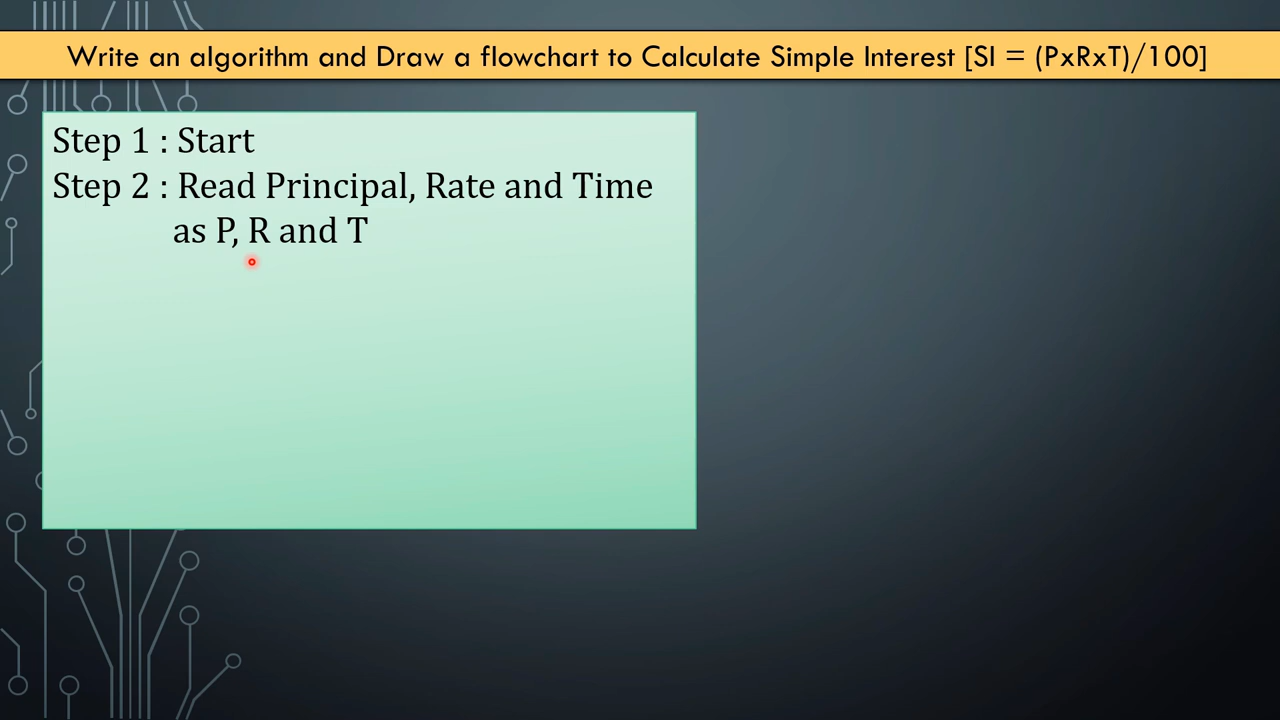 Write an algorithm and Draw a flowchart to Calculate Simple Interest [SI = (PxRxT)/100]
Step 1 : Start
Step 2 : Read Principal, Rate and Time
as P, R and T